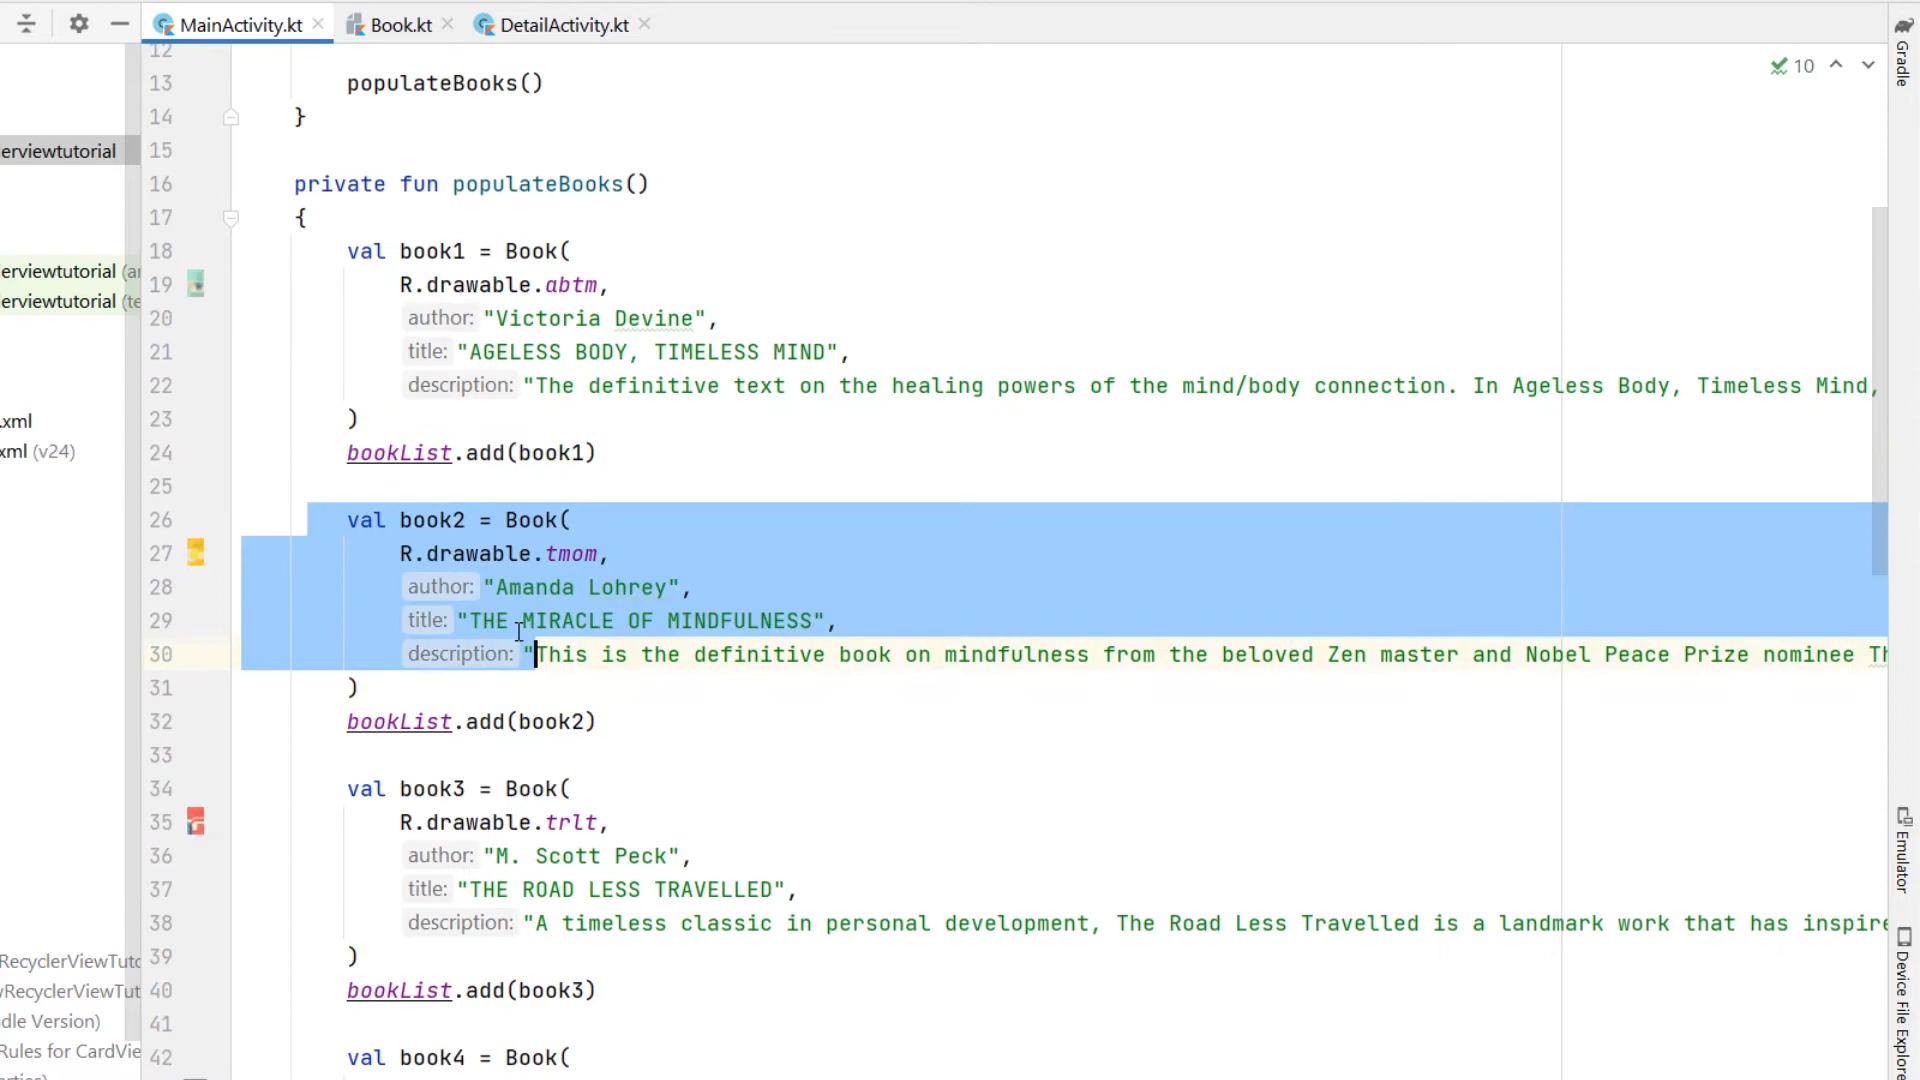 MainActivity.kt
Book.kt
DetailActivity.kt
10
Gradle
12
13 populateBooks()
14 }
15
erviewtutorial
16 private fun populateBooks()
17 {
18 val book1 = Book(
erviewtutorial (a
19 R.drawable.abtm,
erviewtutorial (te
20 author: "Victoria Devine",
21 title: "AGELESS BODY, TIMELESS MIND",
22 description: "The definitive text on the healing powers of the mind/body connection. In Ageless Body, Timeless Mind,
.xml
23 )
xml (v24)
24 bookList.add(book1)
25
26 val book2 = Book(
27 R.drawable.tmom,
28 author: "Amanda Lohrey",
29 title: "THE MIRACLE OF MINDFULNESS",
30 description: "This is the definitive book on mindfulness from the beloved Zen master and Nobel Peace Prize nominee Th
31 )
32 bookList.add(book2)
33
34 val book3 = Book(
35 R.drawable.trlt,
36 author: "M. Scott Peck",
Emulator
37 title: "THE ROAD LESS TRAVELLED",
38 description: "A timeless classic in personal development, The Road Less Travelled is a landmark work that has inspire
RecyclerViewTuto
39 )
RecyclerViewTut
40 bookList.add(book3)
dle Version)
41
Rules for CardVie
42 val book4 = Book(
Device File Explore